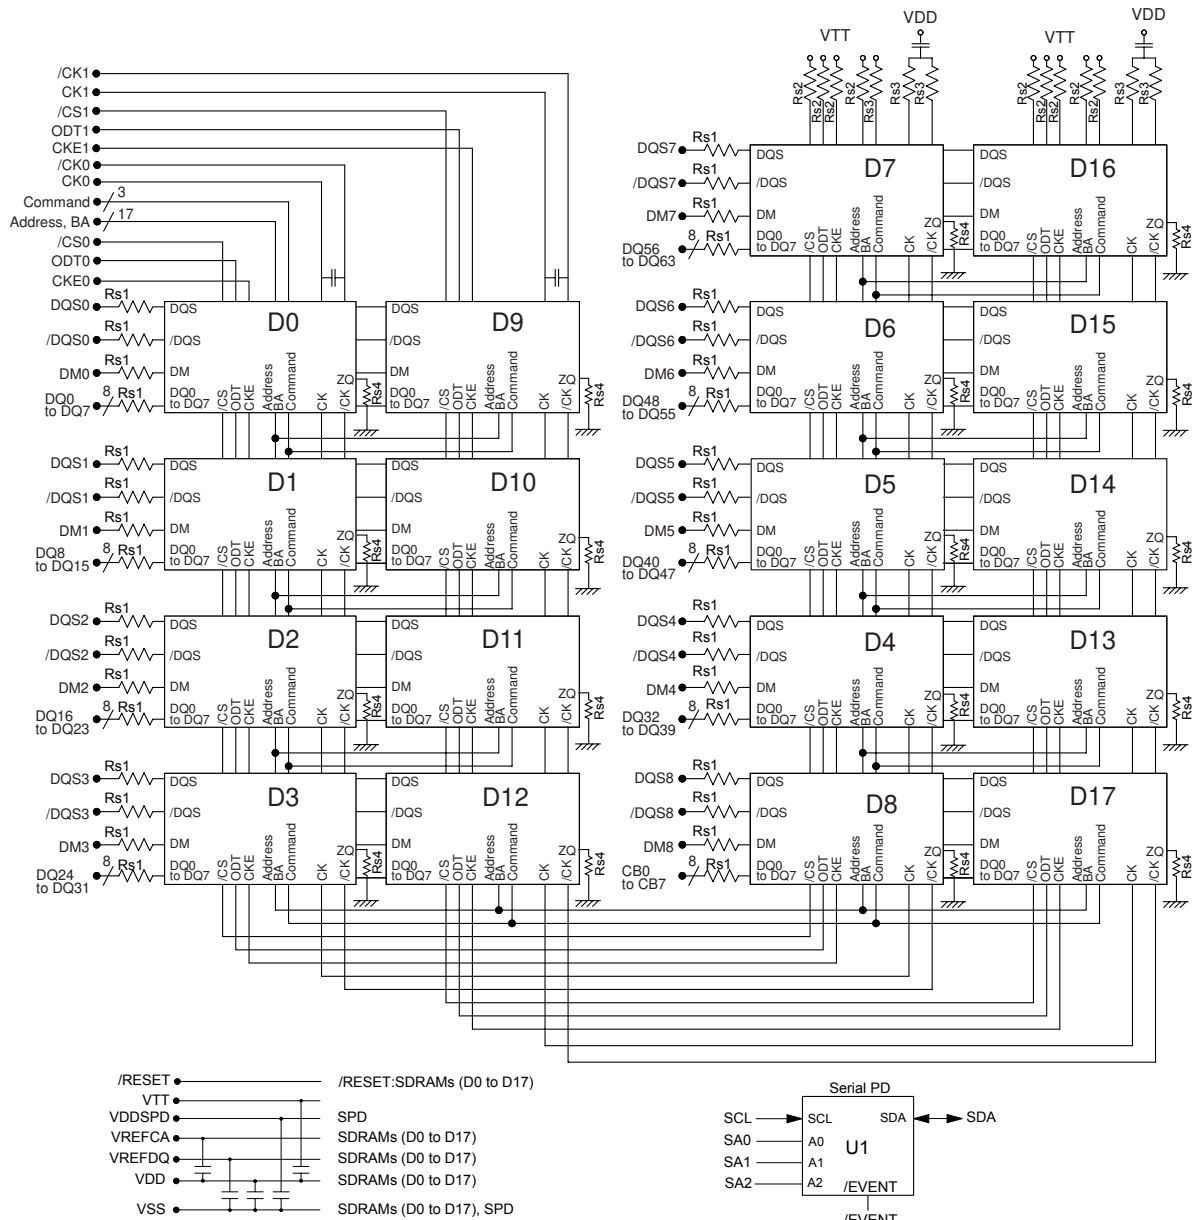 /CK1
CK1
/CS1
ODT1
CKE1
/CK0
CK0
Command 3
Address, BA 17
/CS0
ODT0
CKE0
DQS0 Rs1
/DQS0 Rs1
DM0 Rs1
DQ0 to DQ7 8 Rs1
D0
DQS
/DQS
DM
DQ0 to DQ7
/CS ODT CKE Address BA Command CK /CK ZQ Rs4
D9
DQS
/DQS
DM
DQ0 to DQ7
/CS ODT CKE Address BA Command CK /CK ZQ Rs4
DQS1 Rs1
/DQS1 Rs1
DM1 Rs1
DQ8 to DQ15 8 Rs1
D1
DQS
/DQS
DM
DQ0 to DQ7
/CS ODT CKE Address BA Command CK /CK ZQ Rs4
D10
DQS
/DQS
DM
DQ0 to DQ7
/CS ODT CKE Address BA Command CK /CK ZQ Rs4
DQS2 Rs1
/DQS2 Rs1
DM2 Rs1
DQ16 to DQ23 8 Rs1
D2
DQS
/DQS
DM
DQ0 to DQ7
/CS ODT CKE Address BA Command CK /CK ZQ Rs4
D11
DQS
/DQS
DM
DQ0 to DQ7
/CS ODT CKE Address BA Command CK /CK ZQ Rs4
DQS3 Rs1
/DQS3 Rs1
DM3 Rs1
DQ24 to DQ31 8 Rs1
D3
DQS
/DQS
DM
DQ0 to DQ7
/CS ODT CKE Address BA Command CK /CK ZQ Rs4
D12
DQS
/DQS
DM
DQ0 to DQ7
/CS ODT CKE Address BA Command CK /CK ZQ Rs4
VTT VDD VTT VDD
Rs2 Rs2 Rs2 Rs2 Rs3 Rs3 Rs3
Rs2 Rs2 Rs2 Rs2 Rs2 Rs3 Rs3
DQS7 Rs1
/DQS7 Rs1
DM7 Rs1
DQ56 to DQ63 8 Rs1
D7
DQS
/DQS
DM
DQ0 to DQ7
/CS ODT CKE Address BA Command CK /CK ZQ Rs4
D16
DQS
/DQS
DM
DQ0 to DQ7
/CS ODT CKE Address BA Command CK /CK ZQ Rs4
DQS6 Rs1
/DQS6 Rs1
DM6 Rs1
DQ48 to DQ55 8 Rs1
D6
DQS
/DQS
DM
DQ0 to DQ7
/CS ODT CKE Address BA Command CK /CK ZQ Rs4
D15
DQS
/DQS
DM
DQ0 to DQ7
/CS ODT CKE Address BA Command CK /CK ZQ Rs4
DQS5 Rs1
/DQS5 Rs1
DM5 Rs1
DQ40 to DQ47 8 Rs1
D5
DQS
/DQS
DM
DQ0 to DQ7
/CS ODT CKE Address BA Command CK /CK ZQ Rs4
D14
DQS
/DQS
DM
DQ0 to DQ7
/CS ODT CKE Address BA Command CK /CK ZQ Rs4
DQS4 Rs1
/DQS4 Rs1
DM4 Rs1
DQ32 to DQ39 8 Rs1
D4
DQS
/DQS
DM
DQ0 to DQ7
/CS ODT CKE Address BA Command CK /CK ZQ Rs4
D13
DQS
/DQS
DM
DQ0 to DQ7
/CS ODT CKE Address BA Command CK /CK ZQ Rs4
DQS8 Rs1
/DQS8 Rs1
DM8 Rs1
CB0 to CB7 8 Rs1
D8
DQS
/DQS
DM
DQ0 to DQ7
/CS ODT CKE Address BA Command CK /CK ZQ Rs4
D17
DQS
/DQS
DM
DQ0 to DQ7
/CS ODT CKE Address BA Command CK /CK ZQ Rs4
/RESET /RESET:SDRAMs (D0 to D17)
VTT
VDDSPD SPD
VREFCA SDRAMs (D0 to D17)
VREFDQ SDRAMs (D0 to D17)
VDD SDRAMs (D0 to D17)
VSS SDRAMs (D0 to D17), SPD
Serial PD
SCL SCL SDA SDA
SA0 A0
U1
SA1 A1
SA2 A2
/EVENT
/EVENT